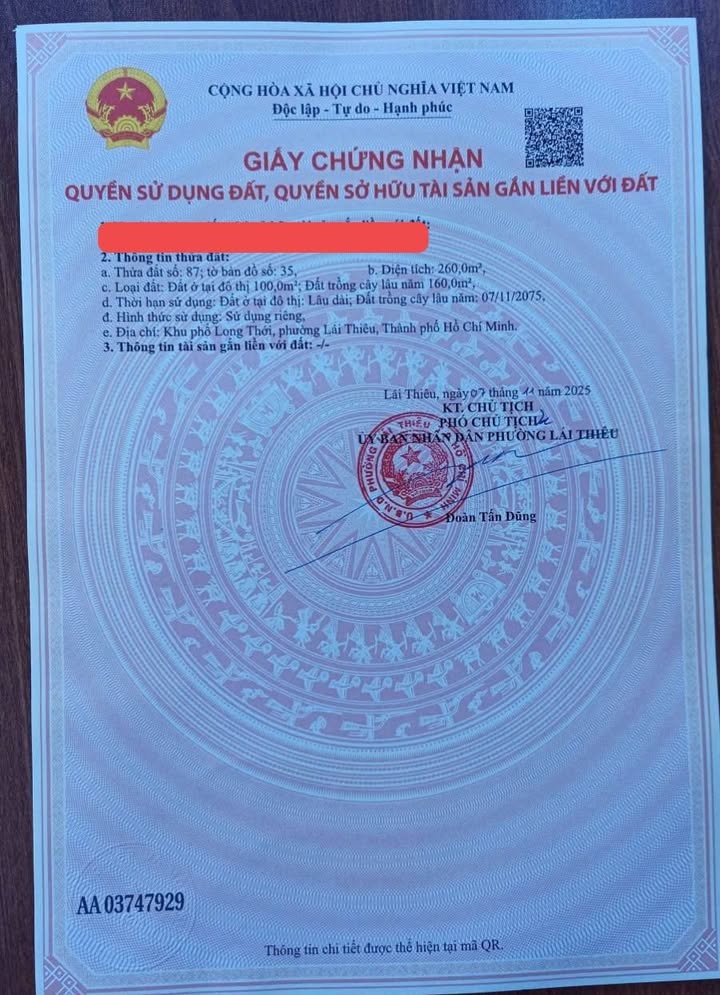 CỘNG HÒA XÃ HỘI CHỦ NGHĨA VIỆT NAM
Độc lập - Tự do - Hạnh phúc
GIẤY CHỨNG NHẬN
QUYỀN SỬ DỤNG ĐẤT, QUYỀN SỞ HỮU TÀI SẢN GẮN LIỀN VỚI ĐẤT
2. Thông tin thửa đất:
a. Thửa đất số: 87; tờ bản đồ số: 35, b. Diện tích: 260,0m²,
c. Loại đất: Đất ở tại đô thị 100,0m²; Đất trồng cây lâu năm 160,0m²,
d. Thời hạn sử dụng: Đất ở tại đô thị: Lâu dài; Đất trồng cây lâu năm: 07/11/2075,
đ. Hình thức sử dụng: Sử dụng riêng,
e. Địa chỉ: Khu phố Long Thới, phường Lái Thiêu, Thành phố Hồ Chí Minh.
3. Thông tin tài sản gắn liền với đất: -/-
Lái Thiêu, ngày 07 tháng 11 năm 2025
KT. CHỦ TỊCH
PHÓ CHỦ TỊCH
ỦY BAN NHÂN DÂN PHƯỜNG LÁI THIÊU
U.B.N.D PHƯỜNG LÁI THIÊU
HỒ CHÍ MINH
Đoàn Tấn Dũng
AA 03747929
Thông tin chi tiết được thể hiện tại mã QR.